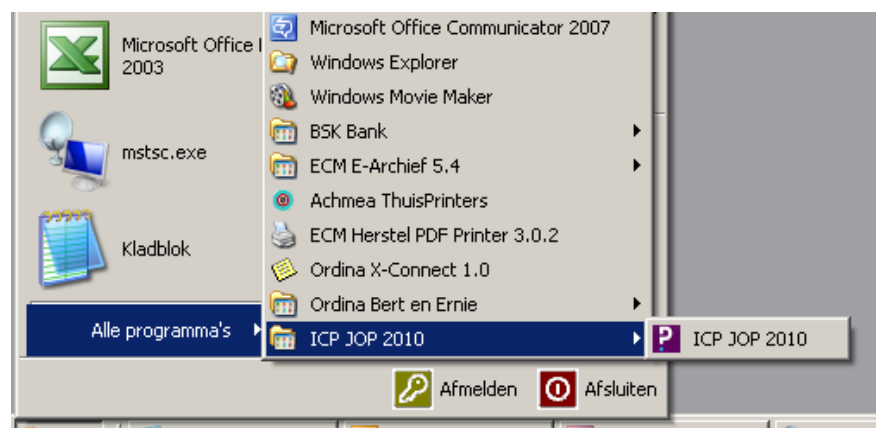 Microsoft Office
2003
mstsc.exe
Kladblok
Alle programma's
Microsoft Office Communicator 2007
Windows Explorer
Windows Movie Maker
BSK Bank
ECM E-Archief 5.4
Achmea ThuisPrinters
ECM Herstel PDF Printer 3.0.2
Ordina X-Connect 1.0
Ordina Bert en Ernie
ICP JOP 2010
ICP JOP 2010
Afmelden
Afsluiten